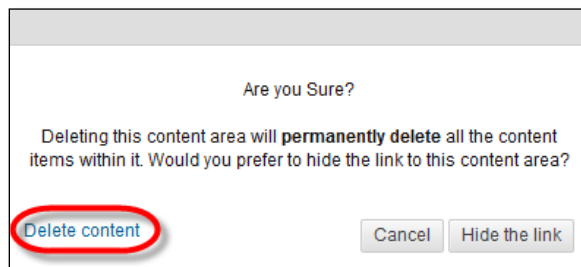 Are you Sure?
Deleting this content area will permanently delete all the content
items within it. Would you prefer to hide the link to this content area?
Delete content
Cancel
Hide the link